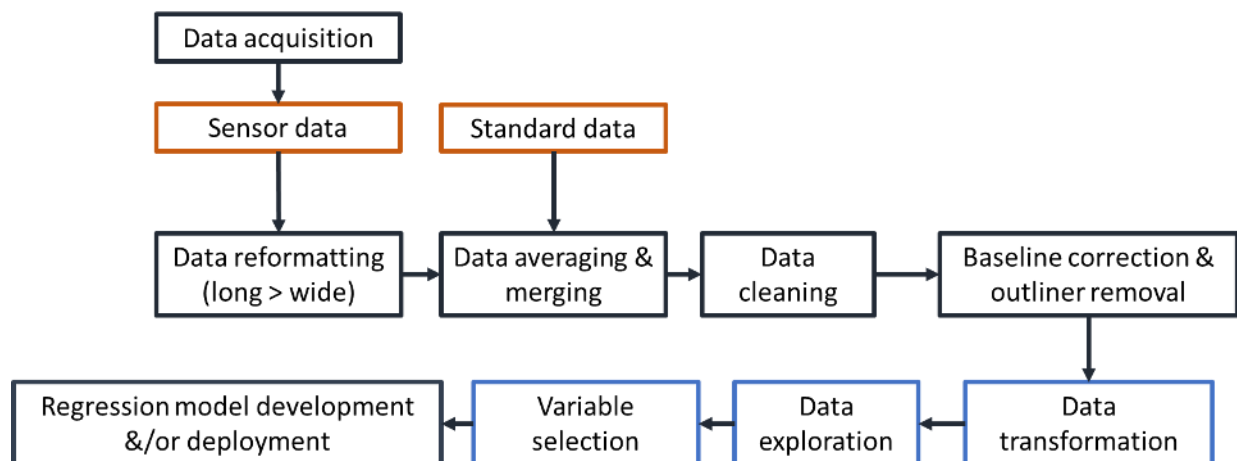 Data acquisition
Sensor data
Standard data
Data reformatting
(long > wide)
Data averaging &
merging
Data
cleaning
Baseline correction &
outliner removal
Regression model development
&/or deployment
Variable
selection
Data
exploration
Data
transformation